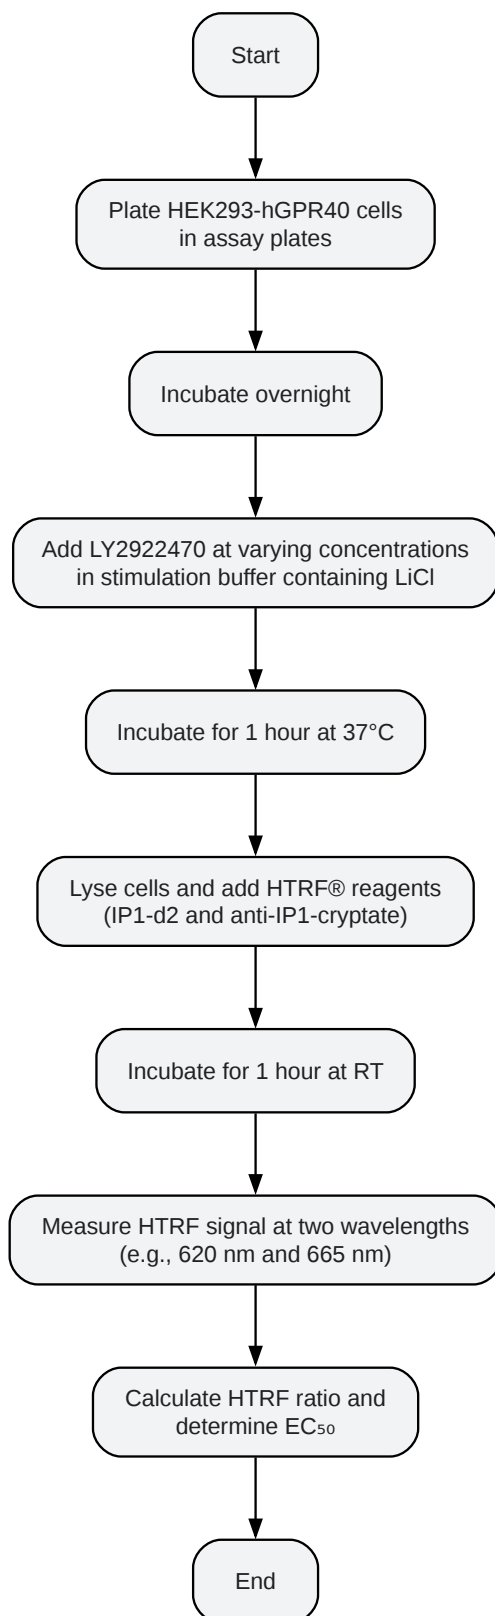 Start
Plate HEK293-hGPR40 cells
in assay plates
Incubate overnight
Add LY2922470 at varying concentrations
in stimulation buffer containing LiCl
Incubate for 1 hour at 37°C
Lyse cells and add HTRF® reagents
(IP1-d2 and anti-IP1-cryptate)
Incubate for 1 hour at RT
Measure HTRF signal at two wavelengths
(e.g., 620 nm and 665 nm)
Calculate HTRF ratio and
determine EC₅₀
End